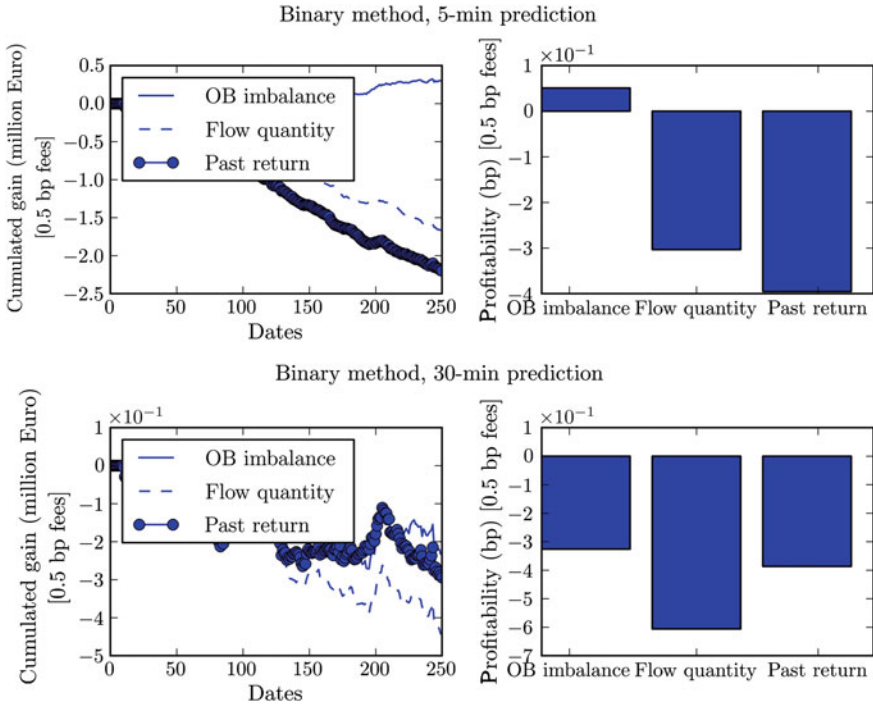 Binary method, 5-min prediction
Cumulated gain (million Euro)
[0.5 bp fees]
0.5
0.0
−0.5
−1.0
−1.5
−2.0
−2.5
OB imbalance
Flow quantity
Past return
0 50 100 150 200 250
Dates
Profitability (bp) [0.5 bp fees]
×10−1
1
0
−1
−2
−3
−4
OB imbalance Flow quantity Past return
Binary method, 30-min prediction
Cumulated gain (million Euro)
[0.5 bp fees]
×10−1
1
0
−1
−2
−3
−4
−5
OB imbalance
Flow quantity
Past return
0 50 100 150 200 250
Dates
Profitability (bp) [0.5 bp fees]
×10−1
1
0
−1
−2
−3
−4
−5
−6
−7
OB imbalance Flow quantity Past return